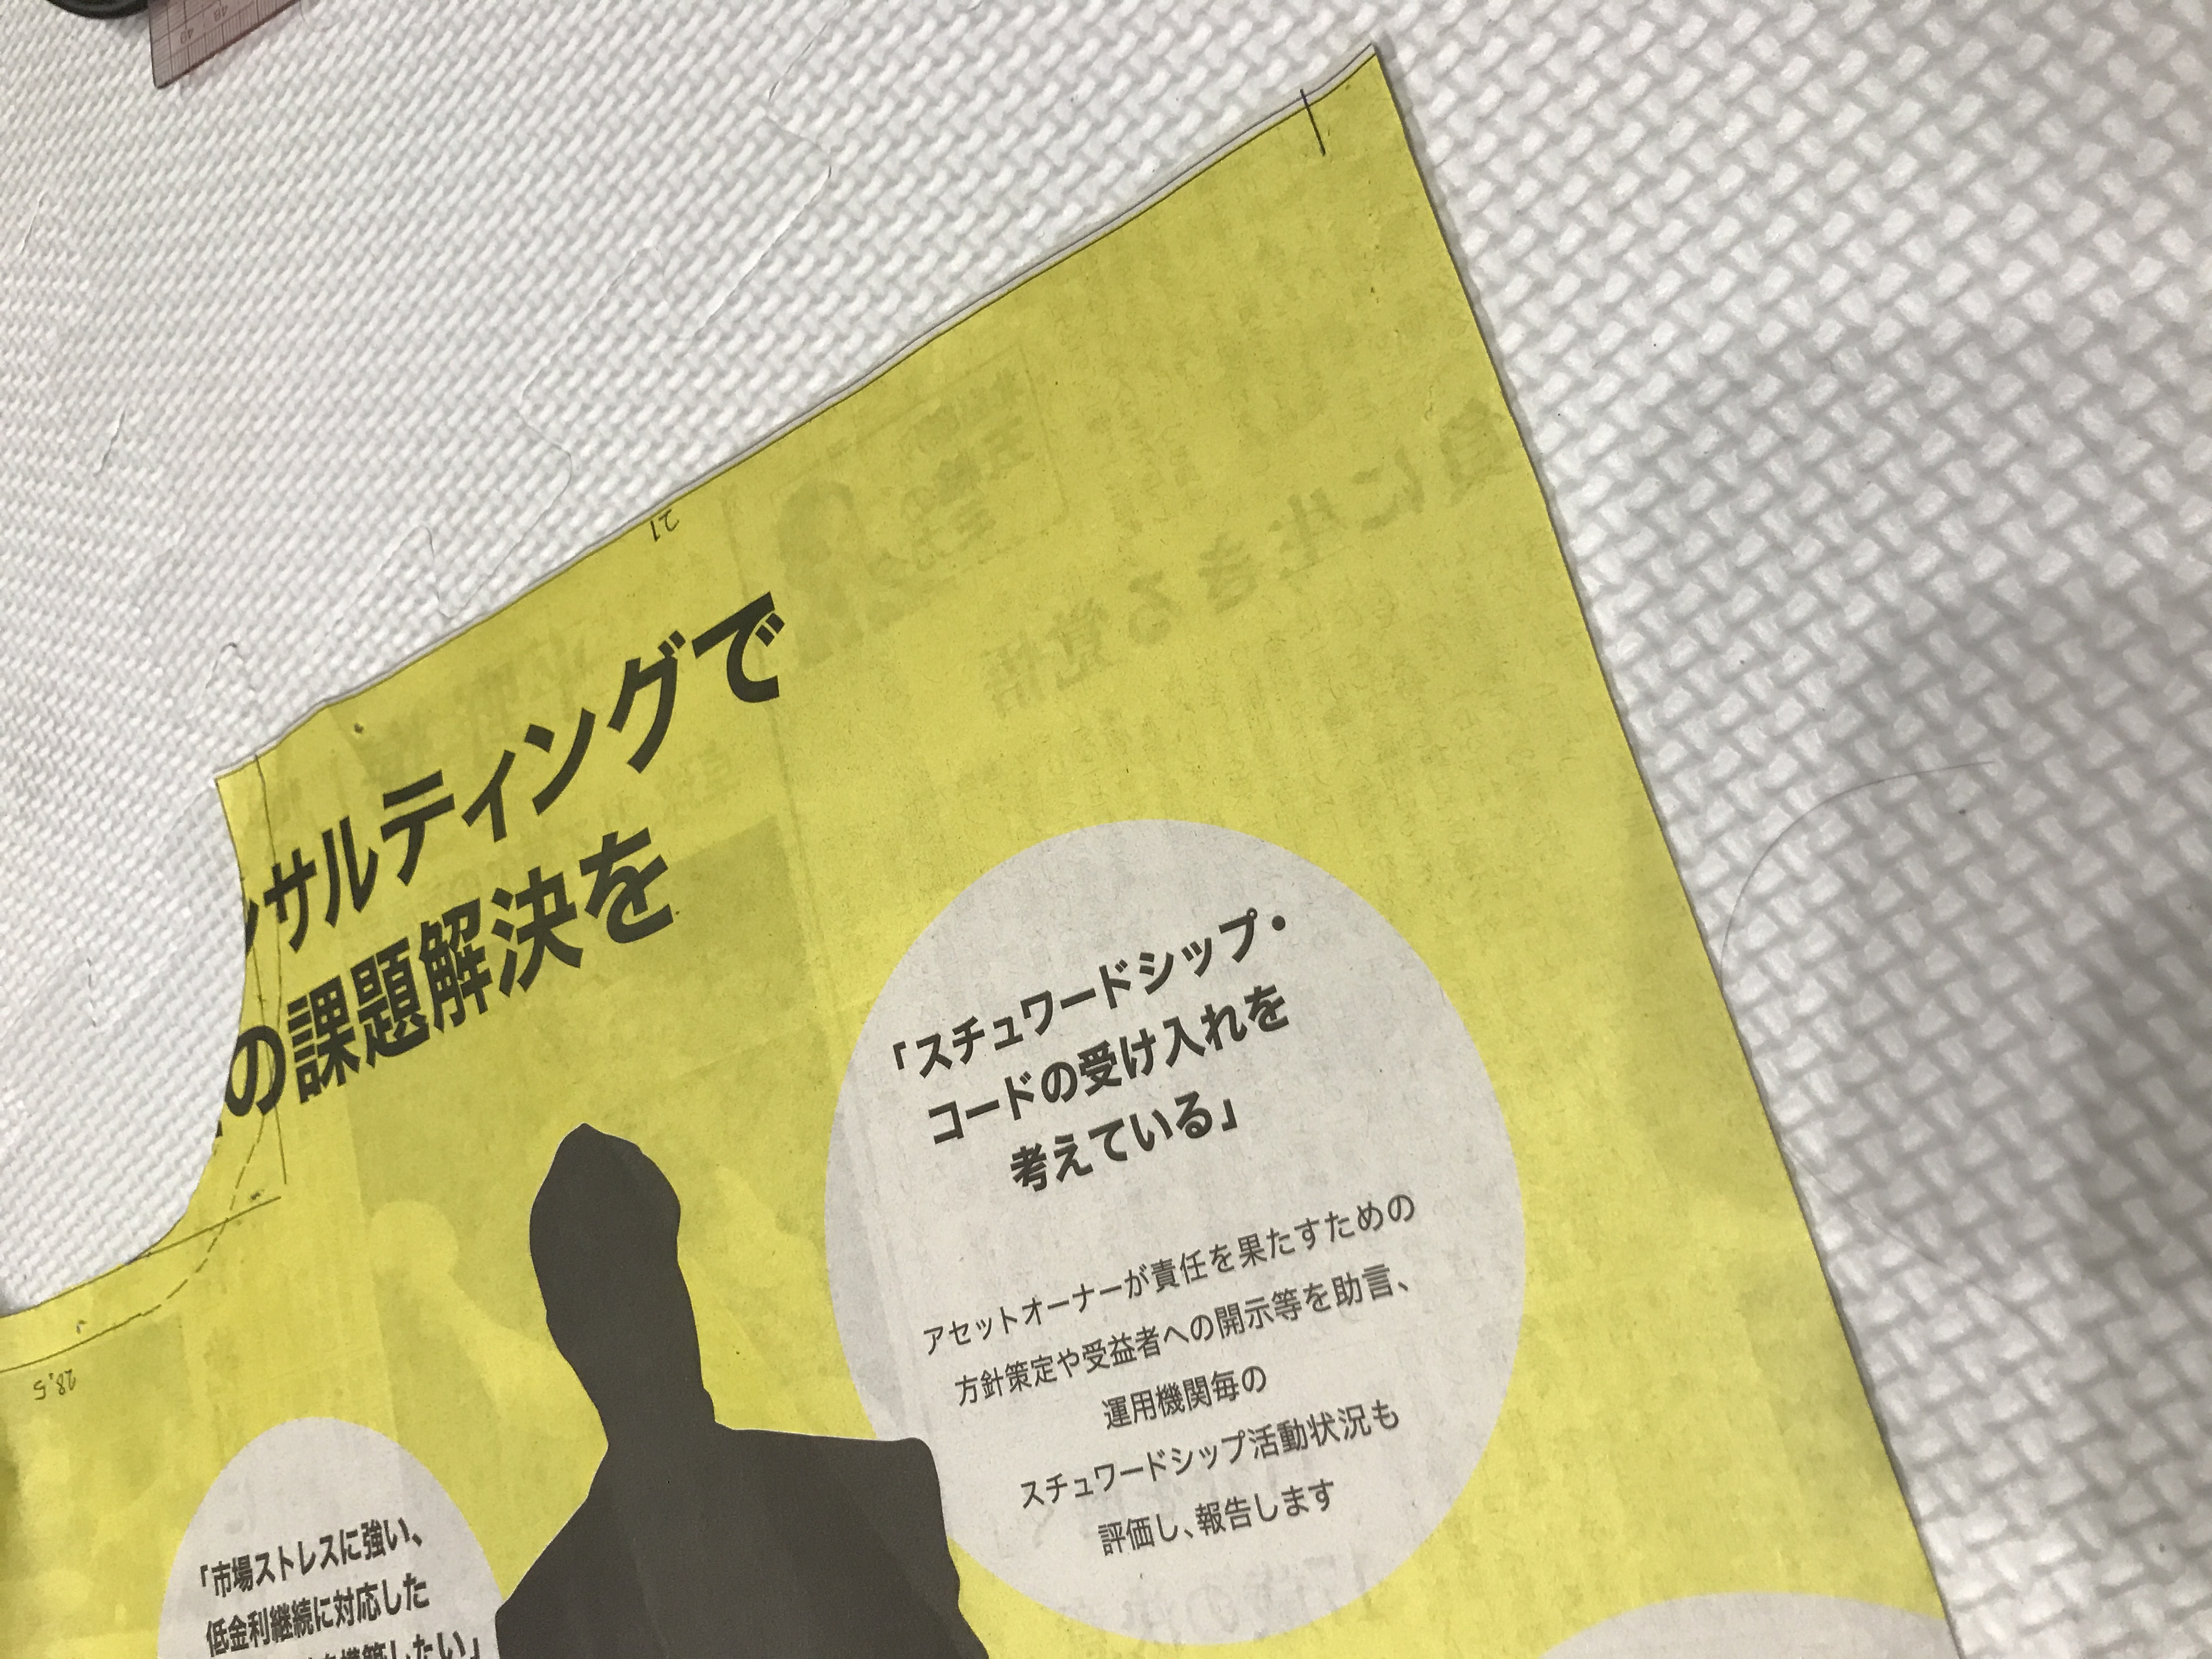 サルティングで
の課題解決を
「市場ストレスに強い、
低金利継続に対応した
したい」
「スチュワードシップ・
コードの受け入れを
考えている」
アセットオーナーが責任を果たすための
方針策定や受益者への開示等を助言、
運用機関毎の
スチュワードシップ活動状況も
評価し、報告します
28.5
21